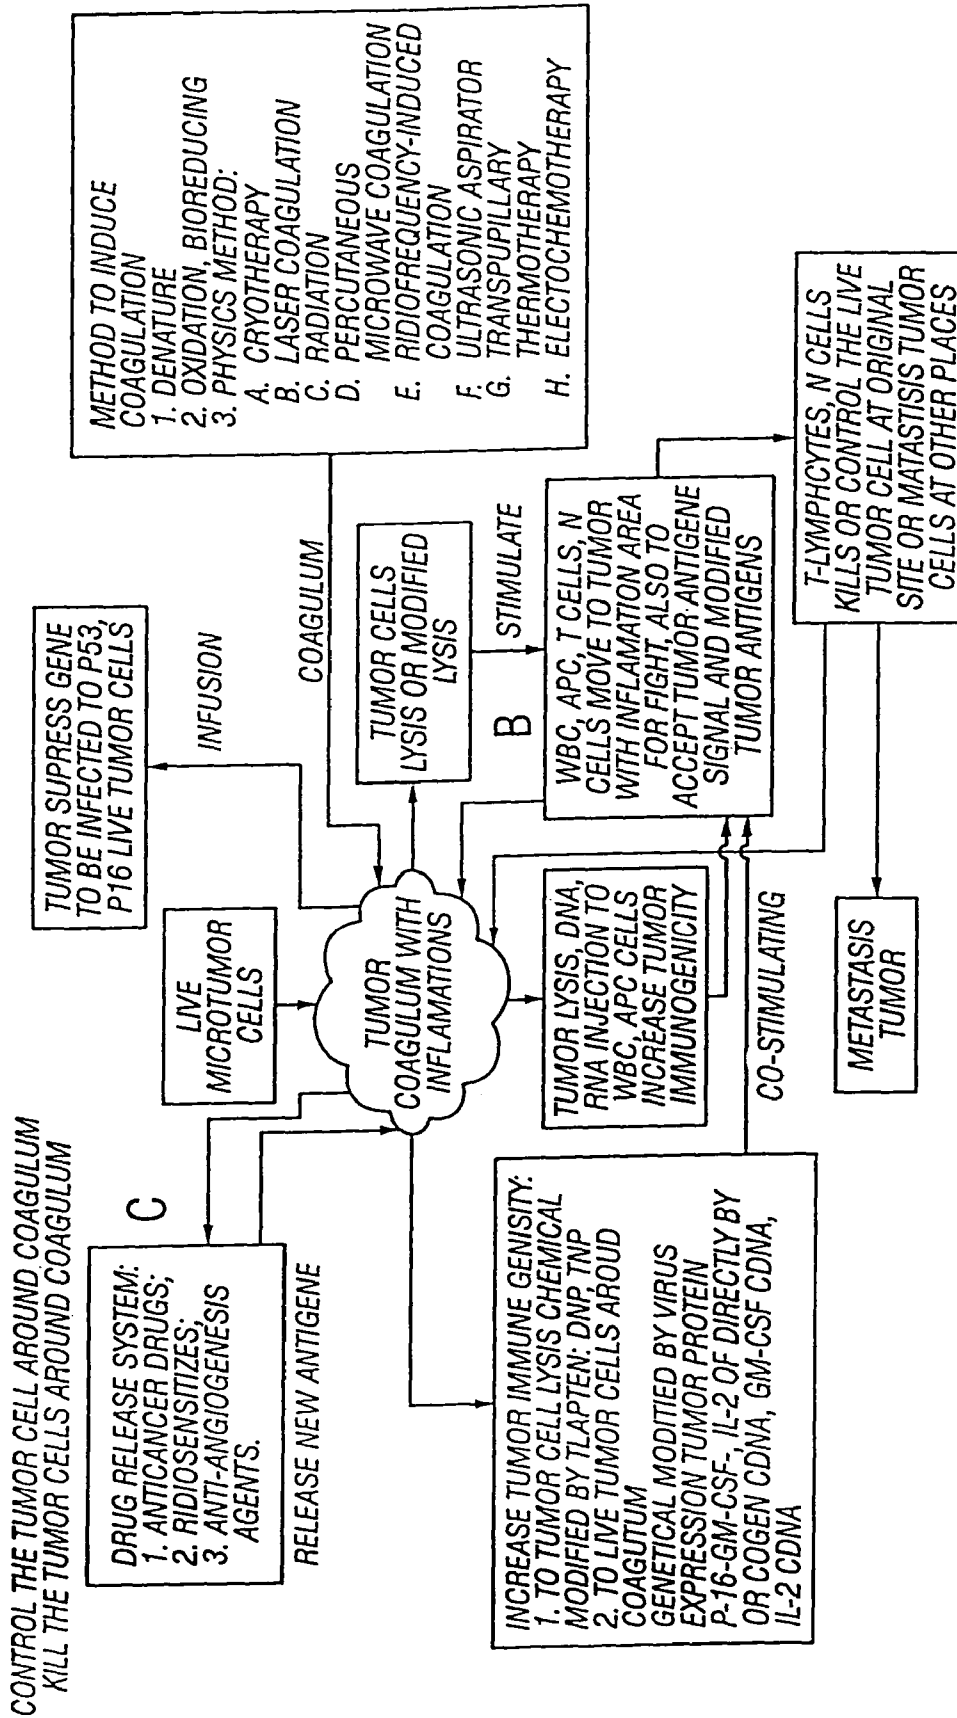 CONTROL THE TUMOR CELL AROUND COAGULUM
KILL THE TUMOR CELLS AROUND COAGULUM
C
DRUG RELEASE SYSTEM:
1. ANTICANCER DRUGS;
2. RIDIOSENSITIZES;
3. ANTI-ANGIOGENESIS
AGENTS.
RELEASE NEW ANTIGENE
LIVE
MICROTUMOR
CELLS
TUMOR SUPRESS GENE
TO BE INFECTED TO P53,
P16 LIVE TUMOR CELLS
INFUSION
COAGULUM
METHOD TO INDUCE
COAGULATION
1. DENATURE
2. OXIDATION, BIOREDUCING
3. PHYSICS METHOD:
A. CRYOTHERAPY
B. LASER COAGULATION
C. RADIATION
D. PERCUTANEOUS
MICROWAVE COAGULATION
E. RIDIOFREQUENCY-INDUCED
COAGULATION
F. ULTRASONIC ASPIRATOR
G. TRANSPUPILLARY
THERMOTHERAPY
H. ELECTOCHEMOTHERAPY
TUMOR
COAGULUM WITH
INFLAMATIONS
TUMOR CELLS
LYSIS OR MODIFIED
LYSIS
STIMULATE
B
WBC, APC, T CELLS, N
CELLS MOVE TO TUMOR
WITH INFLAMATION AREA
FOR FIGHT, ALSO TO
ACCEPT TUMOR ANTIGENE
SIGNAL AND MODIFIED
TUMOR ANTIGENS
TUMOR LYSIS, DNA,
RNA INJECTION TO
WBC, APC CELLS
INCREASE TUMOR
IMMUNOGENICITY
CO-STIMULATING
INCREASE TUMOR IMMUNE GENISITY:
1. TO TUMOR CELL LYSIS CHEMICAL
MODIFIED BY TLAPTEN: DNP, TNP
2. TO LIVE TUMOR CELLS AROUD
COAGUTUM
GENETICAL MODITIED BY VIRUS
EXPRESSION TUMOR PROTEIN
P-16-GM-CSF-, IL-2 OF DIRECTLY BY
OR COGEN CDNA, GM-CSF CDNA,
IL-2 CDNA
T-LYMPHCYTES, N CELLS
KILLS OR CONTROL THE LIVE
TUMOR CELL AT ORIGINAL
SITE OR MATASTISIS TUMOR
CELLS AT OTHER PLACES
METASTASIS
TUMOR